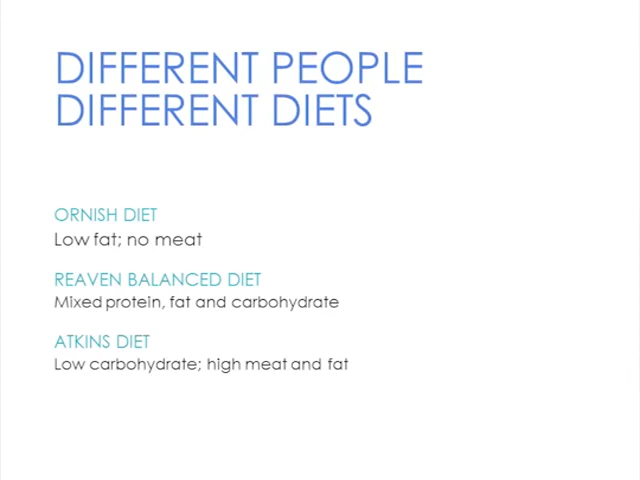 DIFFERENT PEOPLE
DIFFERENT DIETS
ORNISH DIET
Low fat; no meat
REAVEN BALANCED DIET
Mixed protein, fat and carbohydrate
ATKINS DIET
Low carbohydrate; high meat and fat